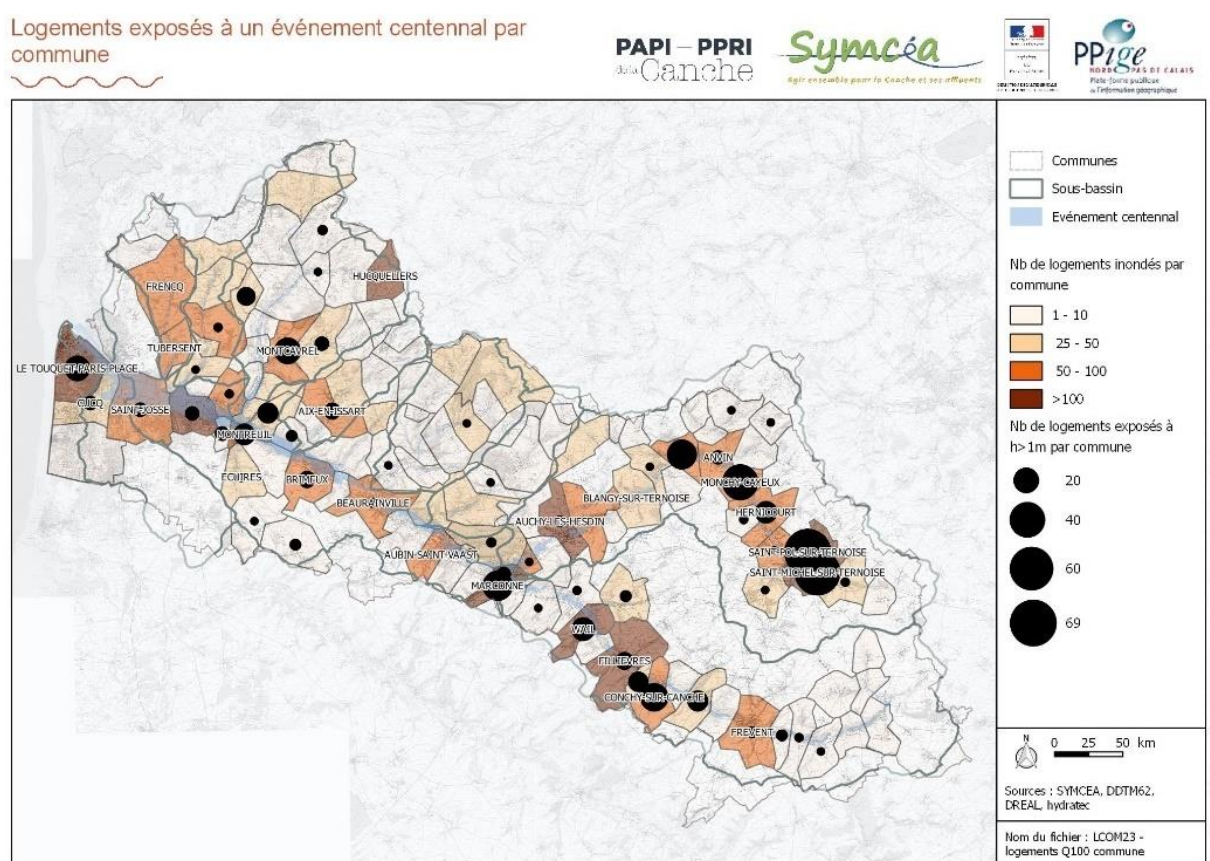 Logements exposés à un événement centennal par
commune
PAPI – PPRI
de la Canche
Symcéa
Agir ensemble pour la Canche et ses affluents
PPige
NORD PAS DE CALAIS
Plate-forme publique
de l'information géographique
Communes
Sous-bassin
Evénement centennal
Nb de logements inondés par
commune
1 - 10
25 - 50
50 - 100
>100
Nb de logements exposés à
h>1m par commune
20
40
60
69
HUCQUELIERS
FRENCQ
TUBERSENT
MONTCAVREL
LE TOUQUET-PARIS-PLAGE
CUCQ
SAINT-JOSSE
AIX-EN-ISSART
MONTREUIL
ECUIRES
BRIMEUX
BEAURAINVILLE
ANVIN
MONCHY-CAYEUX
BLANGY-SUR-TERNOISE
HERNICOURT
AUCHY-LES-HESDIN
AUBIN-SAINT-VAAST
SAINT-POL-SUR-TERNOISE
SAINT-MICHEL-SUR-TERNOISE
MARCONNE
WAIL
FILLIEVRES
CONCHY-SUR-CANCHE
FREVENT
N
0 25 50 km
Sources : SYMCEA, DDTM62,
DREAL, hydratec
Nom du fichier : LCOM23 -
logements Q100 commune